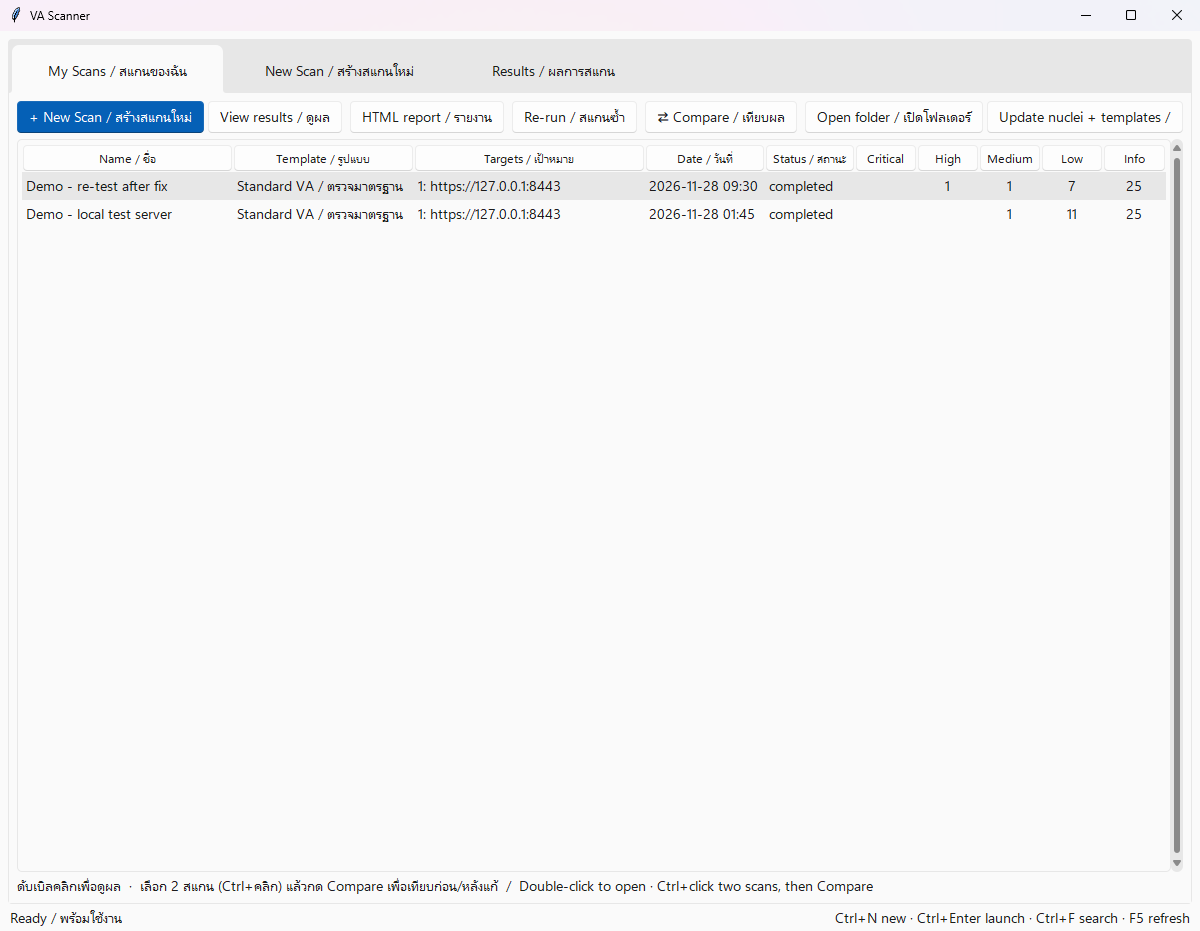 VA Scanner
My Scans / สแกนของฉัน New Scan / สร้างสแกนใหม่ Results / ผลการสแกน
+ New Scan / สร้างสแกนใหม่ View results / ดูผล HTML report / รายงาน Re-run / สแกนซ้ำ ⇄ Compare / เทียบผล Open folder / เปิดโฟลเดอร์ Update nuclei + templates /
Name / ชื่อ Template / รูปแบบ Targets / เป้าหมาย Date / วันที่ Status / สถานะ Critical High Medium Low Info
Demo - re-test after fix Standard VA / ตรวจมาตรฐาน 1: https://127.0.0.1:8443 2026-11-28 09:30 completed 1 1 7 25
Demo - local test server Standard VA / ตรวจมาตรฐาน 1: https://127.0.0.1:8443 2026-11-28 01:45 completed 1 11 25
ดับเบิลคลิกเพื่อดูผล · เลือก 2 สแกน (Ctrl+คลิก) แล้วกด Compare เพื่อเทียบก่อน/หลังแก้ / Double-click to open · Ctrl+click two scans, then Compare
Ready / พร้อมใช้งาน Ctrl+N new · Ctrl+Enter launch · Ctrl+F search · F5 refresh